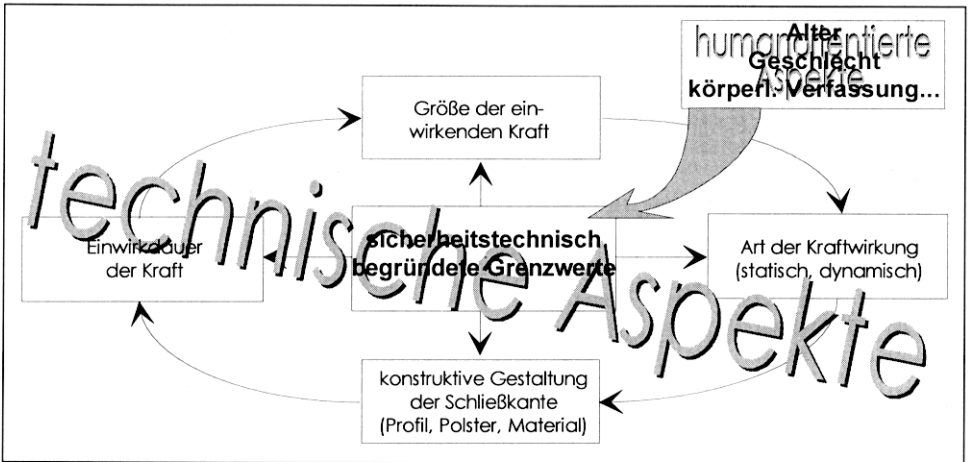 humanorientierte
Aspekte
Alter
Geschlecht
körperl. Verfassung...
Größe der ein-
wirkenden Kraft
technische Aspekte
Einwirkdauer
der Kraft
sicherheitstechnisch
begründete Grenzwerte
Art der Kraftwirkung
(statisch, dynamisch)
konstruktive Gestaltung
der Schließkante
(Profil, Polster, Material)